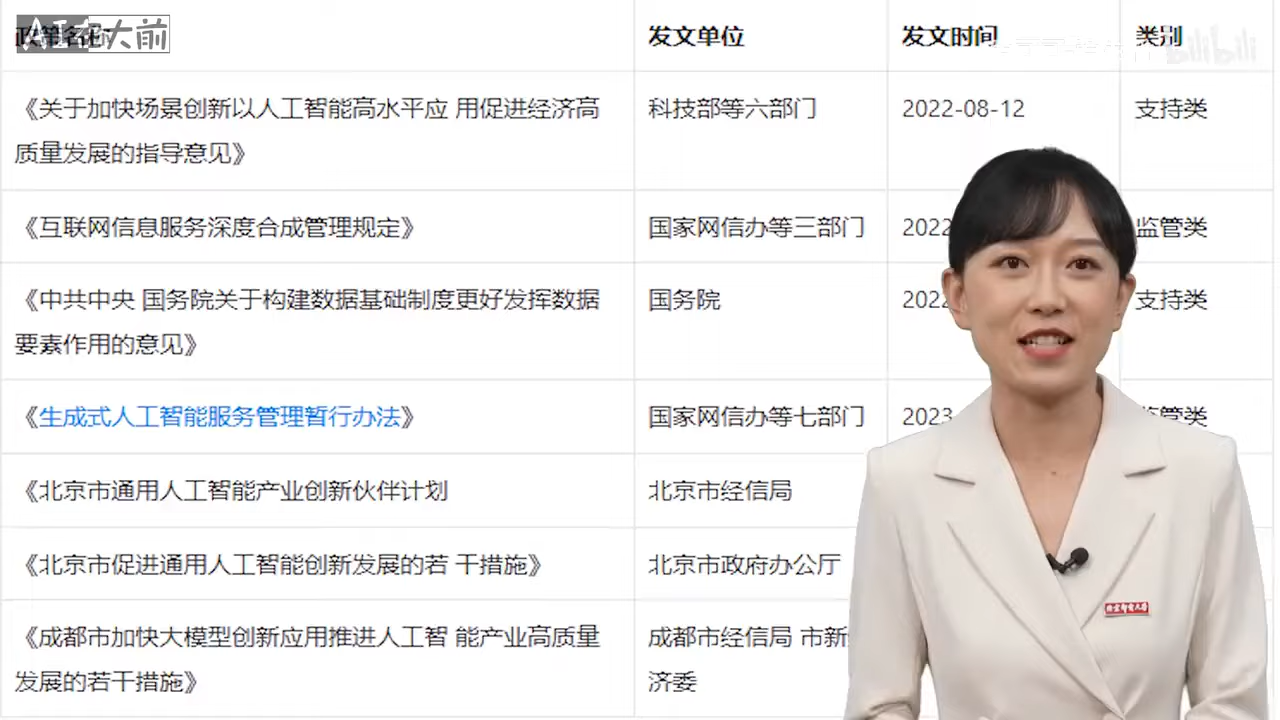 AI在大前
政策名称 发文单位 发文时间 类别
bilibili
《关于加快场景创新以人工智能高水平应 用促进经济高 科技部等六部门 2022-08-12 支持类
质量发展的指导意见》
《互联网信息服务深度合成管理规定》 国家网信办等三部门 2022 监管类
《中共中央 国务院关于构建数据基础制度更好发挥数据 国务院 2022 支持类
要素作用的意见》
《生成式人工智能服务管理暂行办法》 国家网信办等七部门 2023 监管类
《北京市通用人工智能产业创新伙伴计划 北京市经信局
《北京市促进通用人工智能创新发展的若 干措施》 北京市政府办公厅
《成都市加快大模型创新应用推进人工智 能产业高质量 成都市经信局 市新
发展的若干措施》 济委